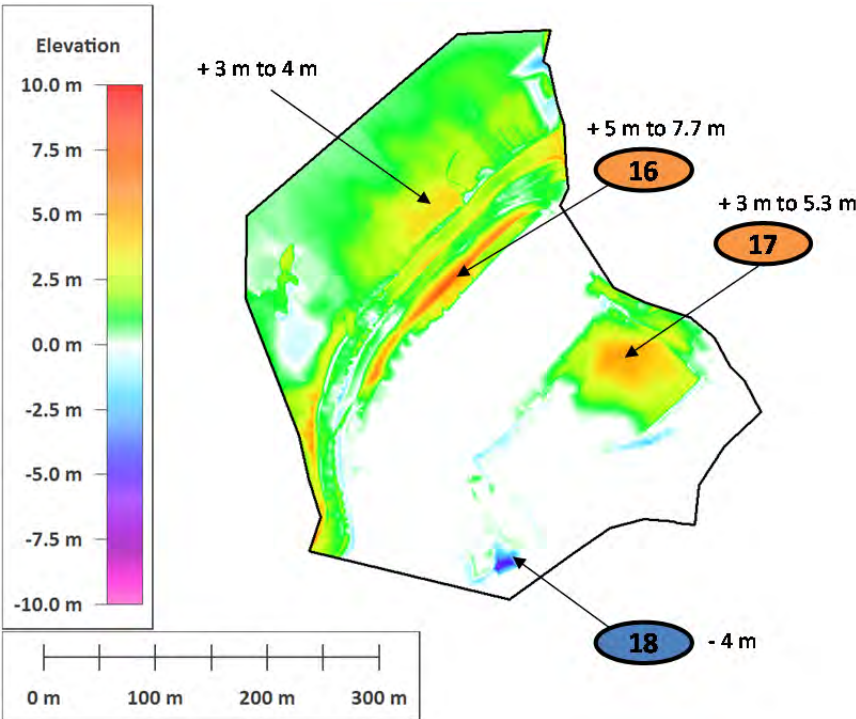 Elevation
10.0 m
7.5 m
5.0 m
2.5 m
0.0 m
-2.5 m
-5.0 m
-7.5 m
-10.0 m
+ 3 m to 4 m
+ 5 m to 7.7 m
16
+ 3 m to 5.3 m
17
18 - 4 m
0 m 100 m 200 m 300 m